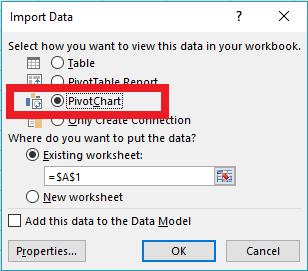 Import Data
? ×
Select how you want to view this data in your workbook.
Table
PivotTable Report
PivotChart
Only Create Connection
Where do you want to put the data?
Existing worksheet:
=$A$1
New worksheet
Add this data to the Data Model
Properties... OK Cancel